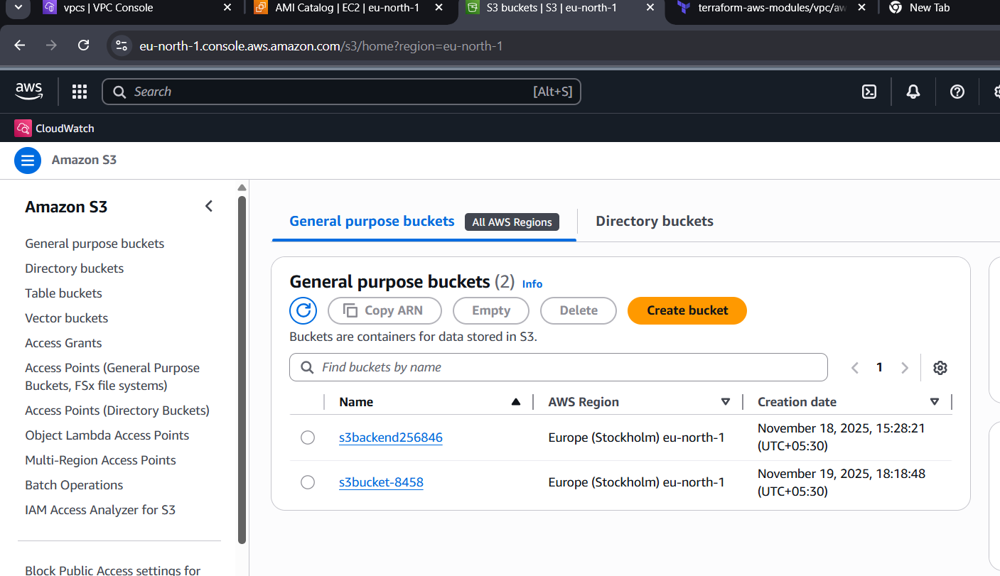 vpcs | VPC Console
AMI Catalog | EC2 | eu-north-1
S3 buckets | S3 | eu-north-1
terraform-aws-modules/vpc/aw
New Tab
eu-north-1.console.aws.amazon.com/s3/home?region=eu-north-1
aws
Search
[Alt+S]
CloudWatch
Amazon S3
Amazon S3
General purpose buckets
Directory buckets
Table buckets
Vector buckets
Access Grants
Access Points (General Purpose
Buckets, FSx file systems)
Access Points (Directory Buckets)
Object Lambda Access Points
Multi-Region Access Points
Batch Operations
IAM Access Analyzer for S3
Block Public Access settings for
General purpose buckets
All AWS Regions
Directory buckets
General purpose buckets (2) Info
Copy ARN
Empty
Delete
Create bucket
Buckets are containers for data stored in S3.
Find buckets by name
1
Name
AWS Region
Creation date
s3backend256846
Europe (Stockholm) eu-north-1
November 18, 2025, 15:28:21
(UTC+05:30)
s3bucket-8458
Europe (Stockholm) eu-north-1
November 19, 2025, 18:18:48
(UTC+05:30)